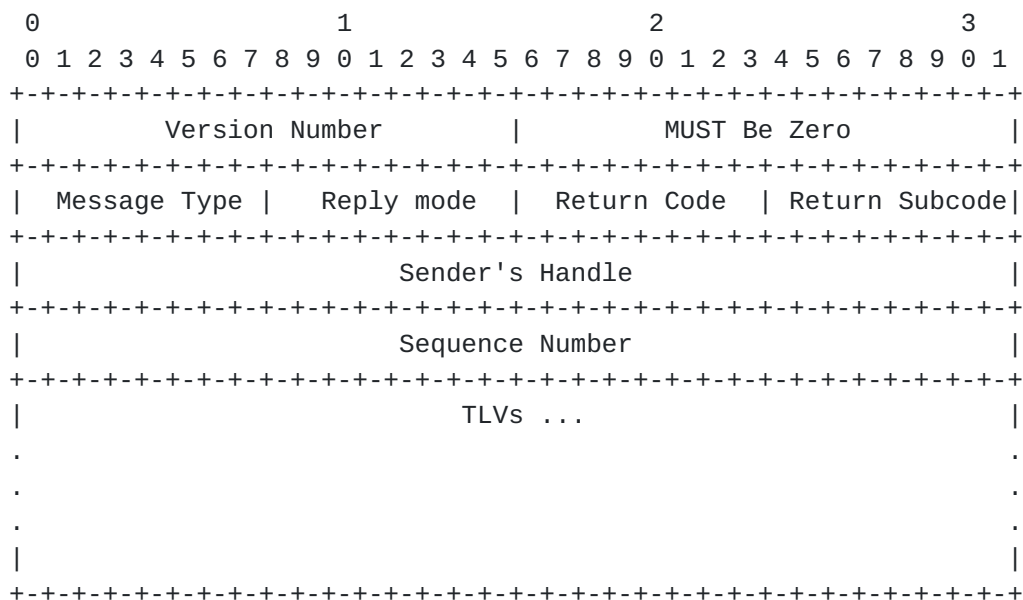 0                   1                   2                   3
 0 1 2 3 4 5 6 7 8 9 0 1 2 3 4 5 6 7 8 9 0 1 2 3 4 5 6 7 8 9 0 1
+-+-+-+-+-+-+-+-+-+-+-+-+-+-+-+-+-+-+-+-+-+-+-+-+-+-+-+-+-+-+-+-+
|         Version Number        |         MUST Be Zero          |
+-+-+-+-+-+-+-+-+-+-+-+-+-+-+-+-+-+-+-+-+-+-+-+-+-+-+-+-+-+-+-+-+
|  Message Type |   Reply mode  |  Return Code  | Return Subcode|
+-+-+-+-+-+-+-+-+-+-+-+-+-+-+-+-+-+-+-+-+-+-+-+-+-+-+-+-+-+-+-+-+
|                        Sender's Handle                        |
+-+-+-+-+-+-+-+-+-+-+-+-+-+-+-+-+-+-+-+-+-+-+-+-+-+-+-+-+-+-+-+-+
|                        Sequence Number                        |
+-+-+-+-+-+-+-+-+-+-+-+-+-+-+-+-+-+-+-+-+-+-+-+-+-+-+-+-+-+-+-+-+
|                            TLVs ...                           |
.                                                               .
.                                                               .
.                                                               .
|                                                               |
+-+-+-+-+-+-+-+-+-+-+-+-+-+-+-+-+-+-+-+-+-+-+-+-+-+-+-+-+-+-+-+-+